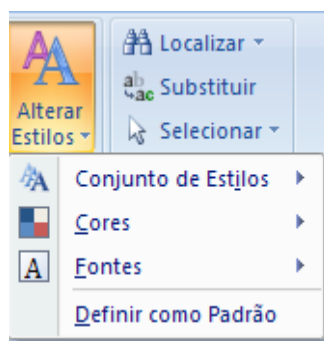 Localizar
Substituir
Selecionar
Alterar
Estilos
Conjunto de Estilos
Cores
Fontes
Definir como Padrão